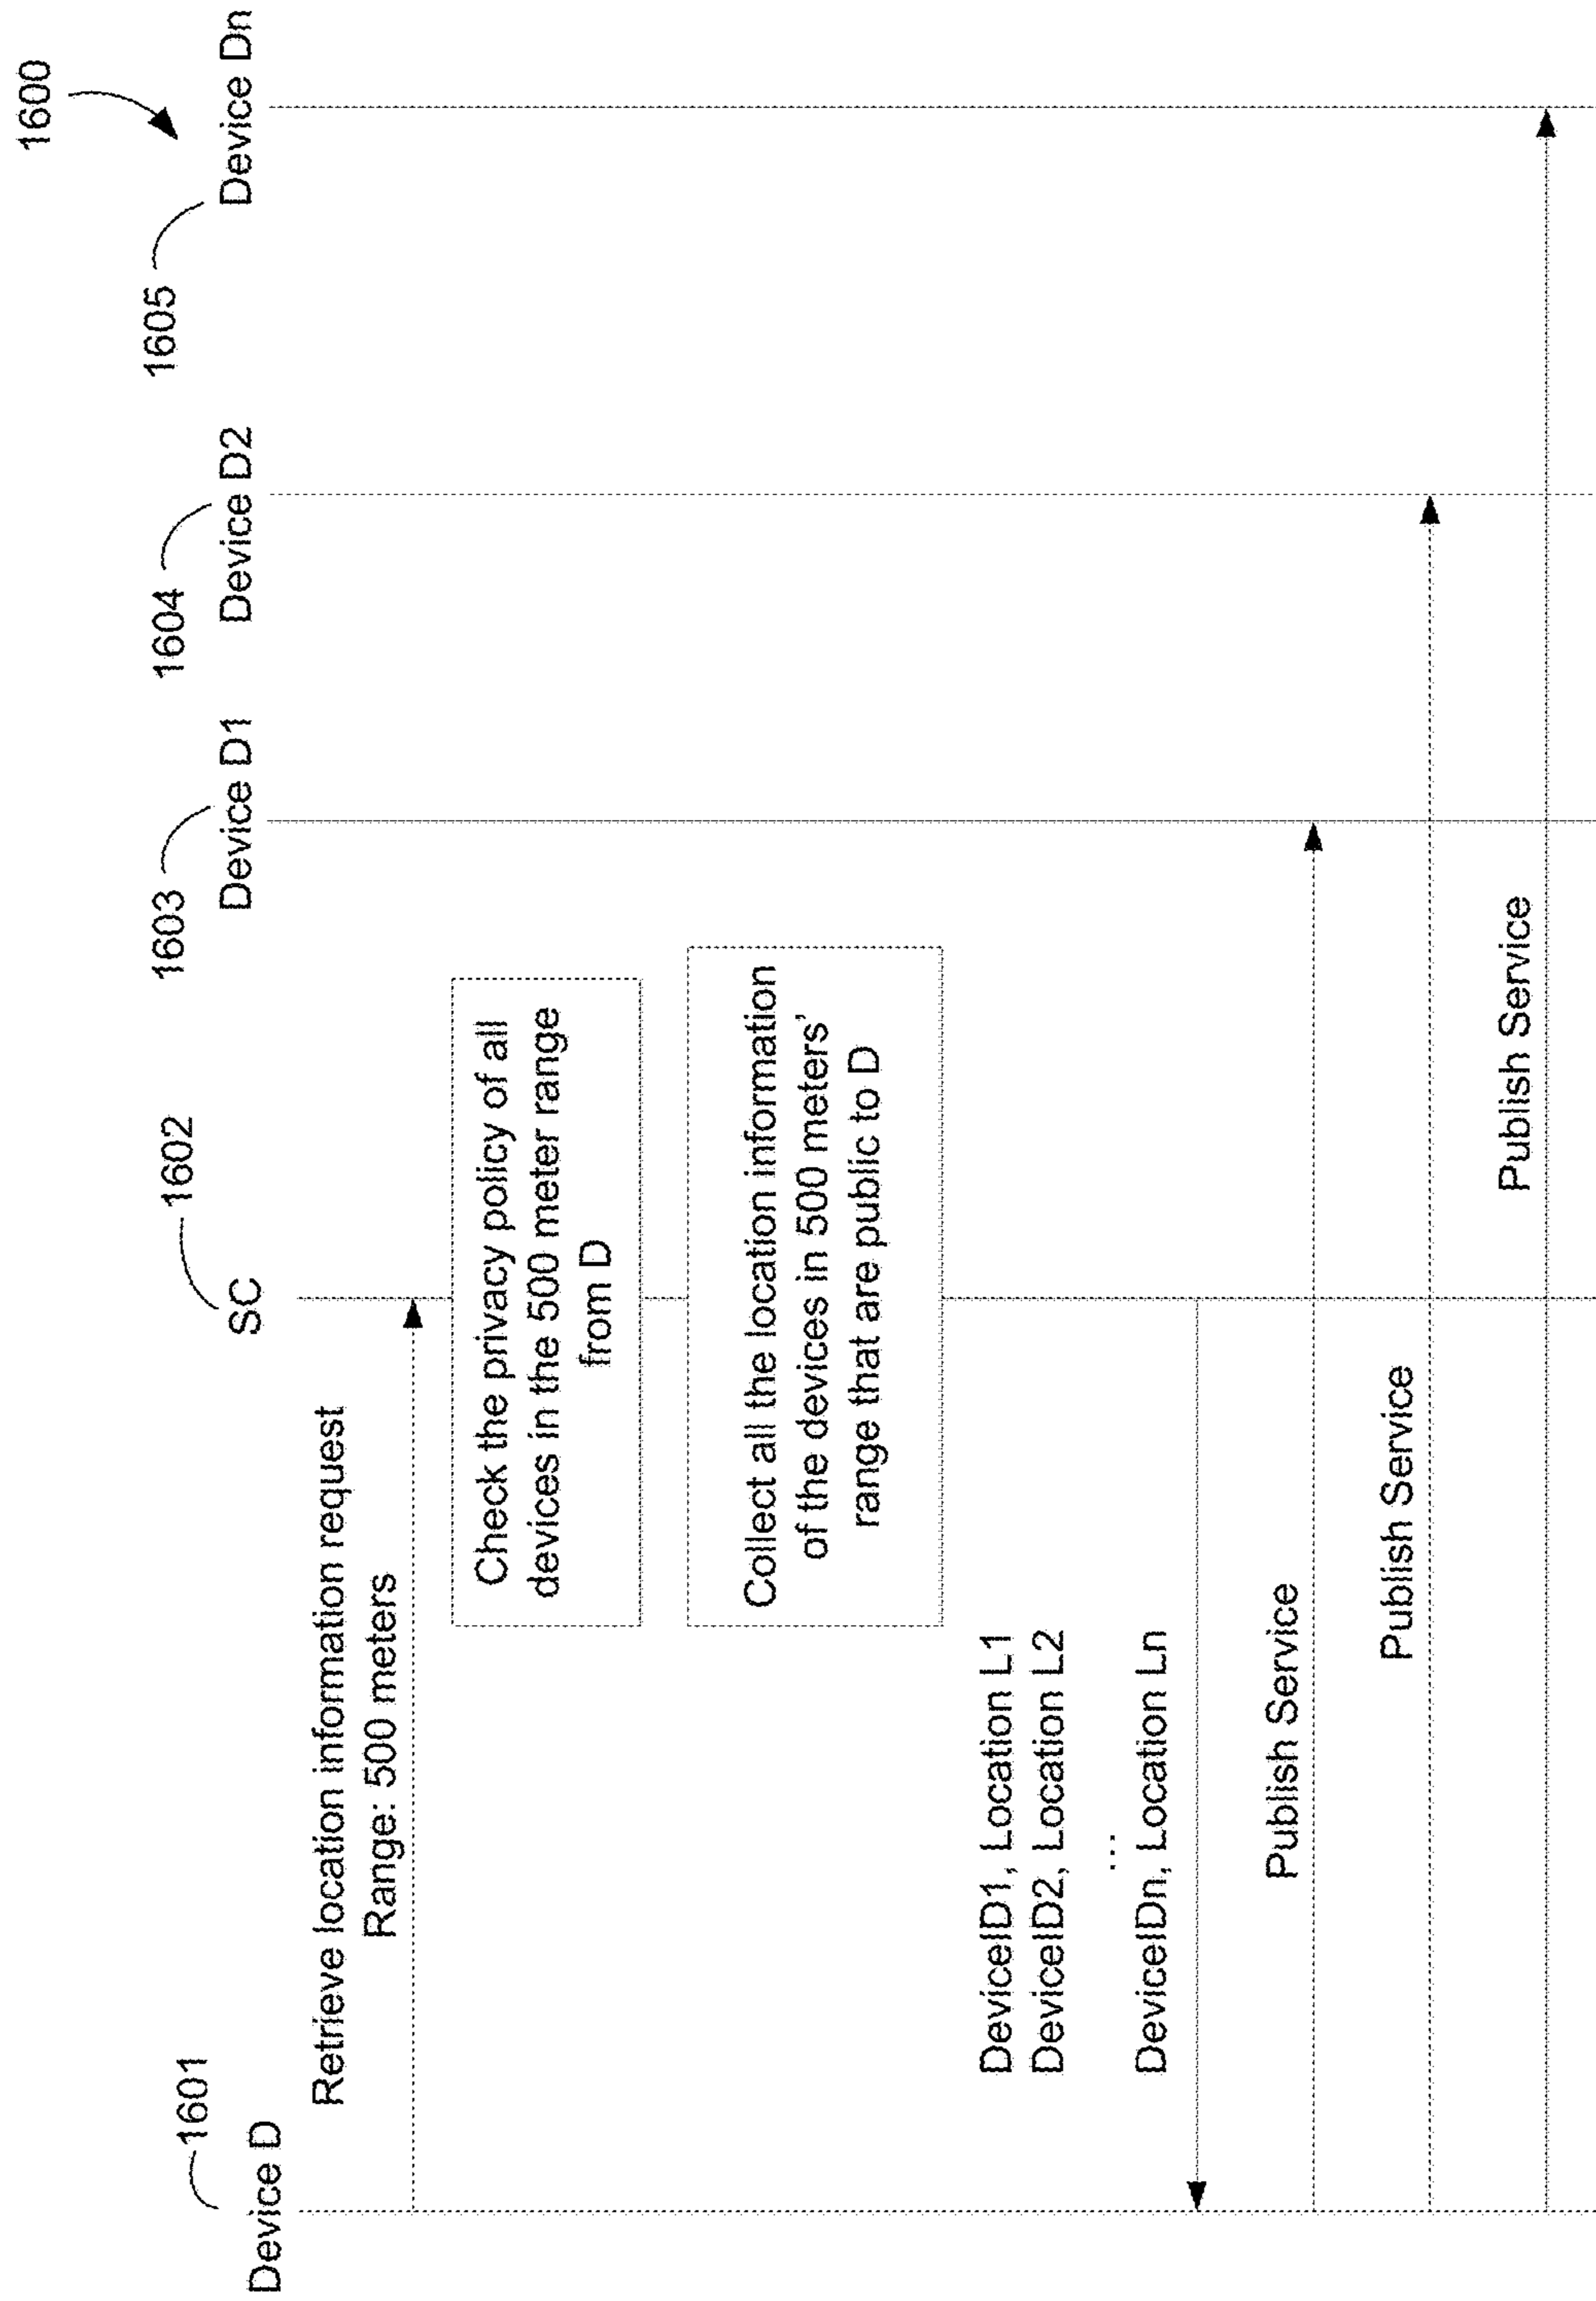 1600
1601
1602
1603
1604
1605
Device D
SC
Device D1
Device D2
Device Dn
Retrieve location information request
Range: 500 meters
Check the privacy policy of all
devices in the 500 meter range
from D
Collect all the location information
of the devices in 500 meters'
range that are public to D
DeviceID1, Location L1
DeviceID2, Location L2
...
DeviceIDn, Location Ln
Publish Service
Publish Service
Publish Service